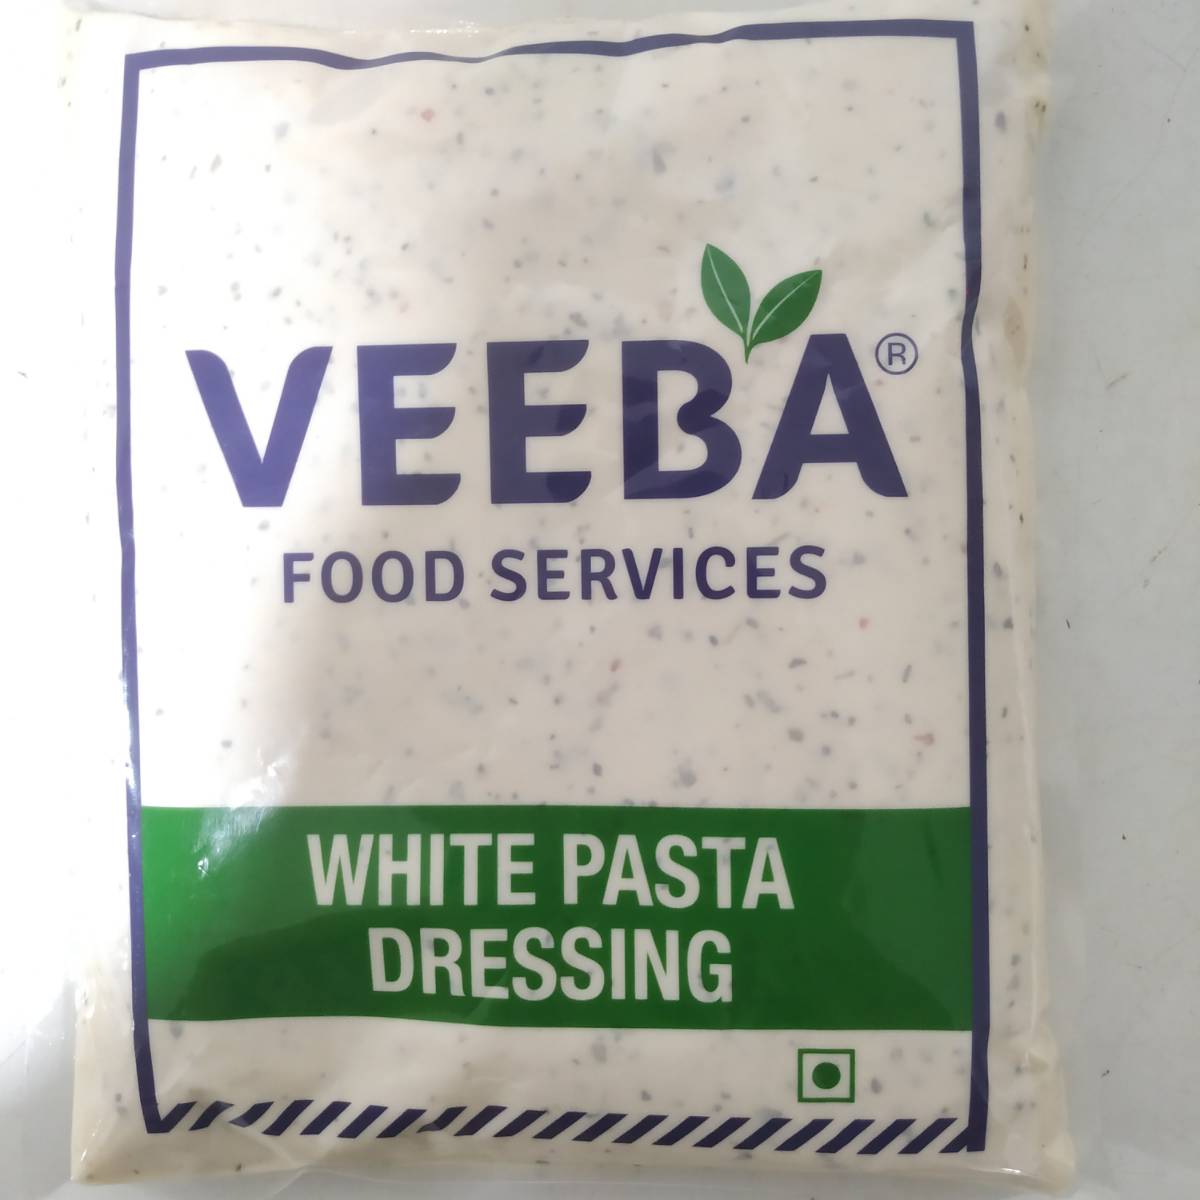 VEEBA®
FOOD SERVICES
WHITE PASTA
DRESSING